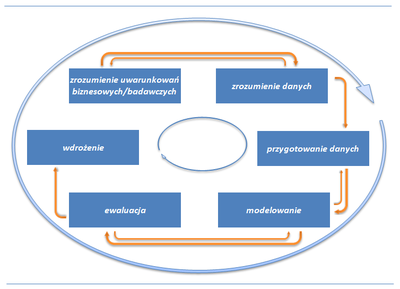 zrozumienie uwarunkowań
biznesowych/badawczych
zrozumienie danych
wdrożenie
przygotowanie danych
ewaluacja
modelowanie